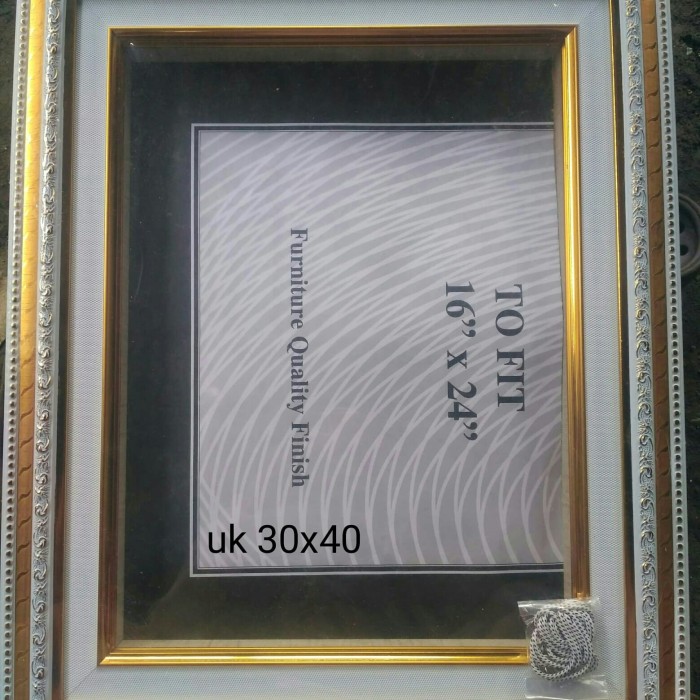 TO FIT
16” x 24”
Furniture Quality Finish
uk 30x40